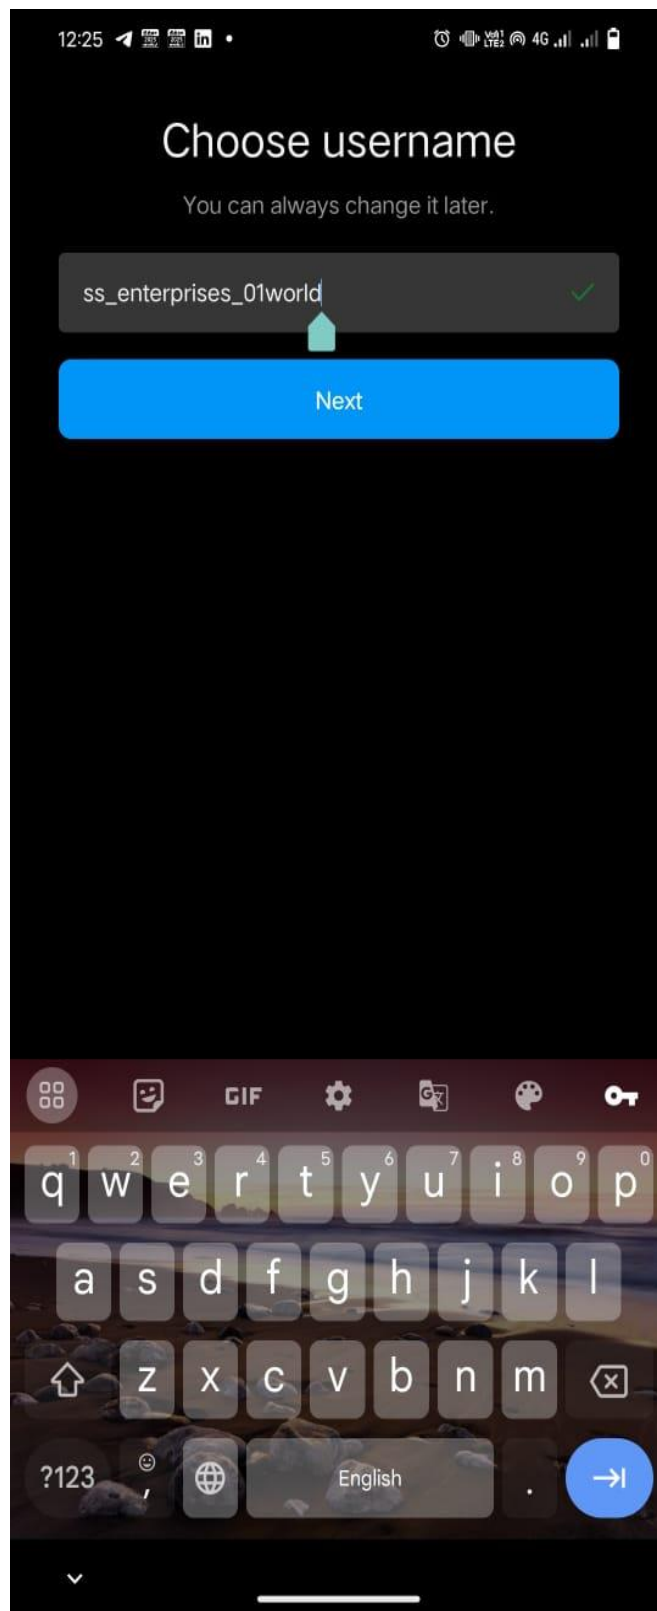 12:25 in
4G
Choose username
You can always change it later.
ss_enterprises_01world
Next
GIF
1 2 3 4 5 6 7 8 9 0
q w e r t y u i o p
a s d f g h j k l
z x c v b n m
?123 , English .